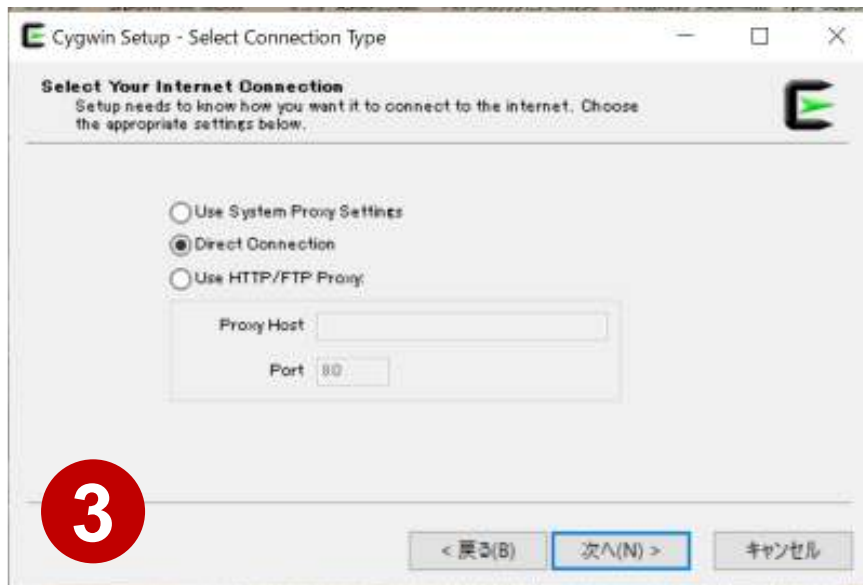 Cygwin Setup - Select Connection Type
Select Your Internet Connection
Setup needs to know how you want it to connect to the internet. Choose
the appropriate settings below.
Use System Proxy Settings
Direct Connection
Use HTTP/FTP Proxy:
Proxy Host
Port 80
3
< 戻る(B) 次へ(N) > キャンセル